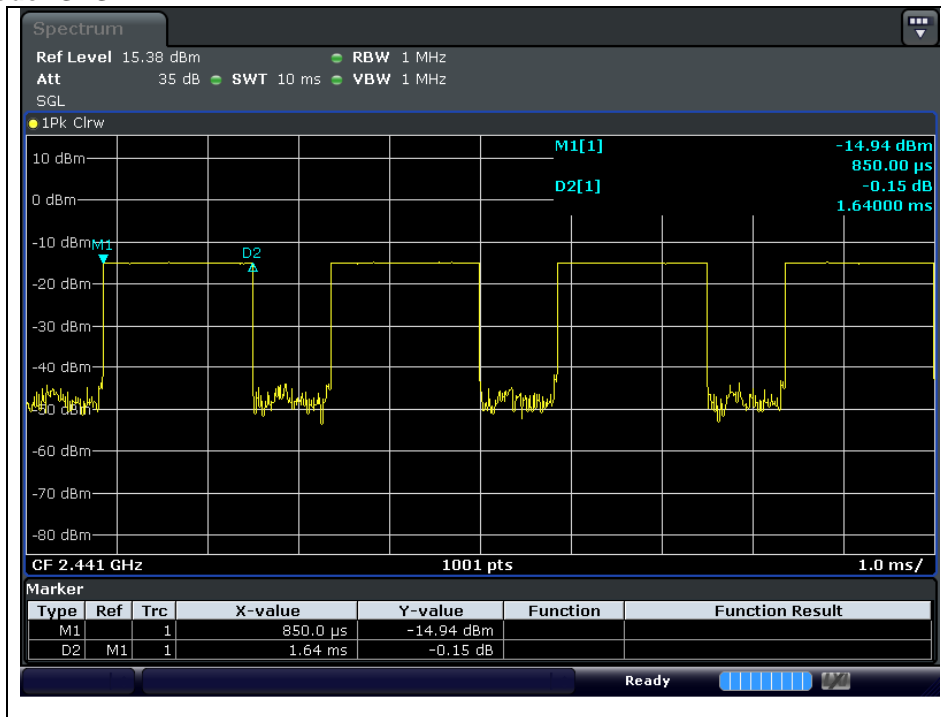 Spectrum
Ref Level 15.38 dBm RBW 1 MHz
Att 35 dB SWT 10 ms VBW 1 MHz
SGL
1Pk Clrw
M1[1] -14.94 dBm
850.00 µs
D2[1] -0.15 dB
1.64000 ms
10 dBm
0 dBm
-10 dBm
M1
D2
-20 dBm
-30 dBm
-40 dBm
-50 dBm
-60 dBm
-70 dBm
-80 dBm
CF 2.441 GHz 1001 pts 1.0 ms/
Marker
Type Ref Trc X-value Y-value Function Function Result
M1 1 850.0 µs -14.94 dBm
D2 M1 1 1.64 ms -0.15 dB
Ready